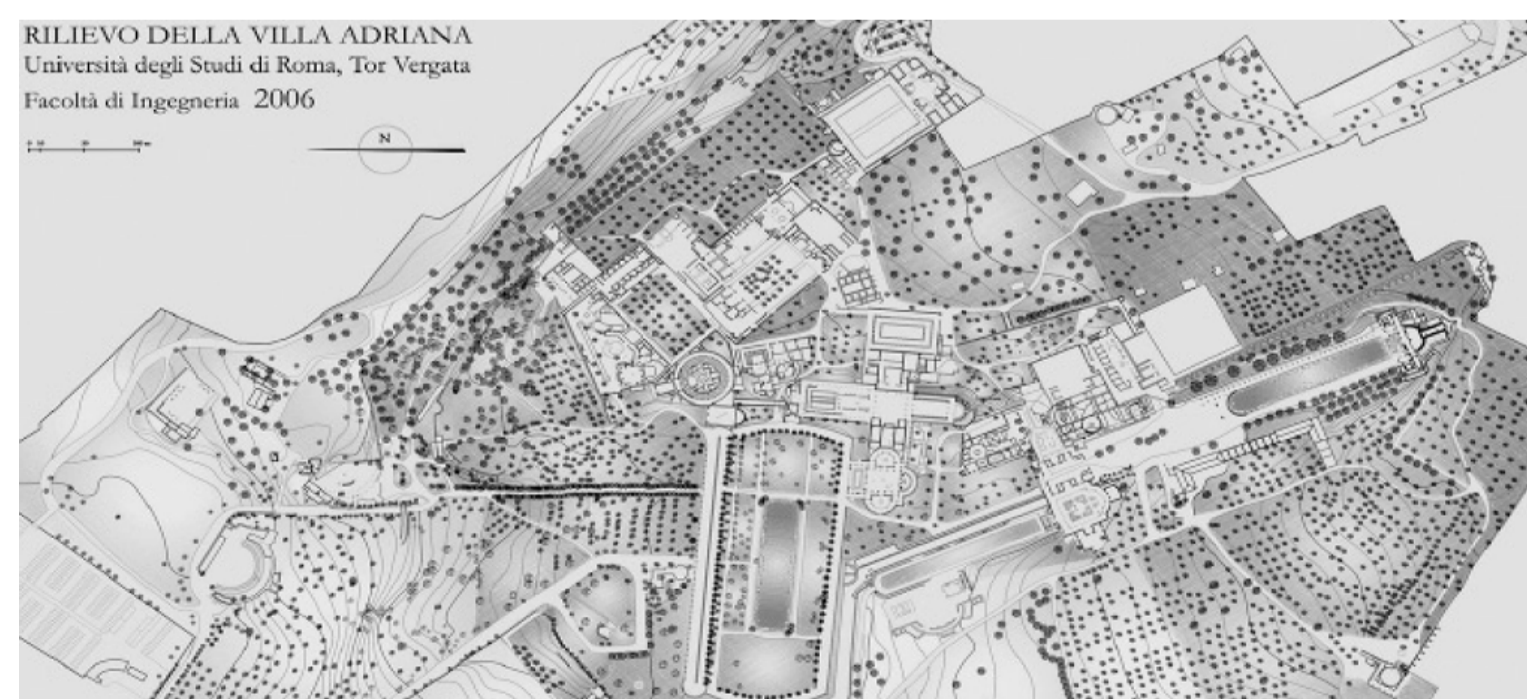 RILIEVO DELLA VILLA ADRIANA
Università degli Studi di Roma, Tor Vergata
Facoltà di Ingegneria 2006
N